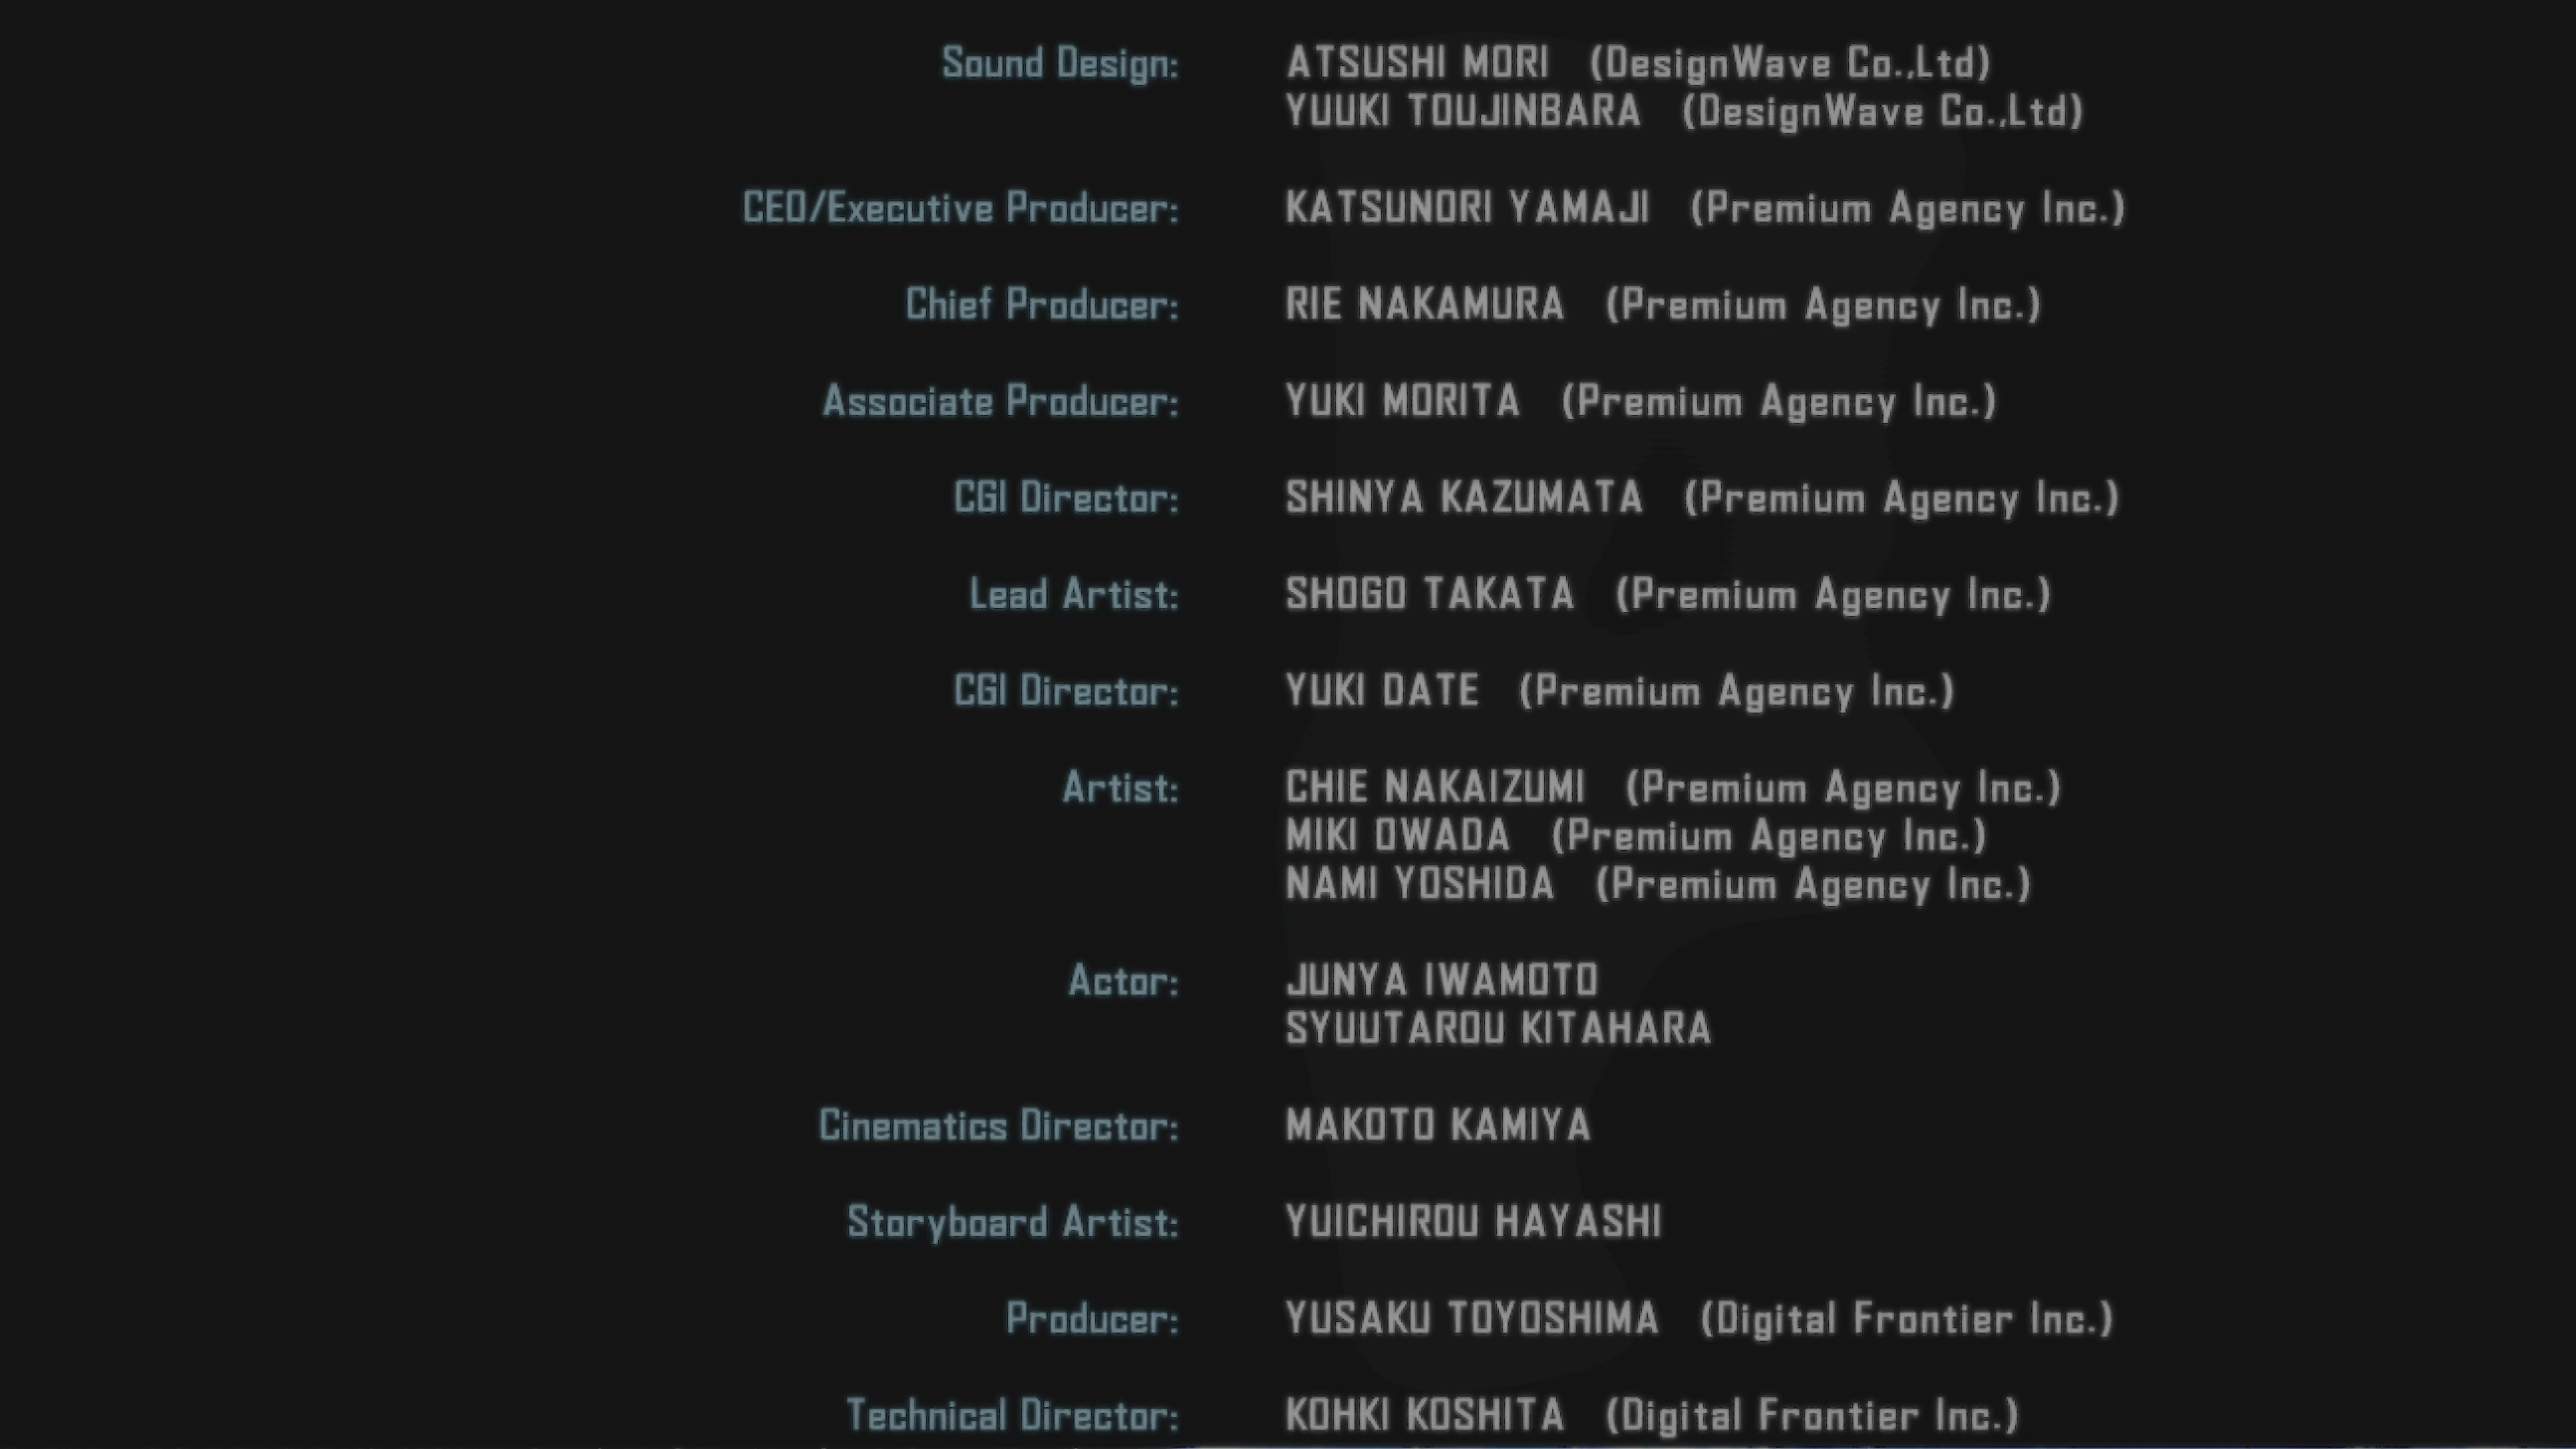 Sound Design: ATSUSHI MORI (DesignWave Co.,Ltd)
YUUKI TOUJINBARA (DesignWave Co.,Ltd)
CEO/Executive Producer: KATSUNORI YAMAJI (Premium Agency Inc.)
Chief Producer: RIE NAKAMURA (Premium Agency Inc.)
Associate Producer: YUKI MORITA (Premium Agency Inc.)
CGI Director: SHINYA KAZUMATA (Premium Agency Inc.)
Lead Artist: SHOGO TAKATA (Premium Agency Inc.)
CGI Director: YUKI DATE (Premium Agency Inc.)
Artist: CHIE NAKAIZUMI (Premium Agency Inc.)
MIKI OWADA (Premium Agency Inc.)
NAMI YOSHIDA (Premium Agency Inc.)
Actor: JUNYA IWAMOTO
SYUUTAROU KITAHARA
Cinematics Director: MAKOTO KAMIYA
Storyboard Artist: YUICHIROU HAYASHI
Producer: YUSAKU TOYOSHIMA (Digital Frontier Inc.)
Technical Director: KOHKI KOSHITA (Digital Frontier Inc.)